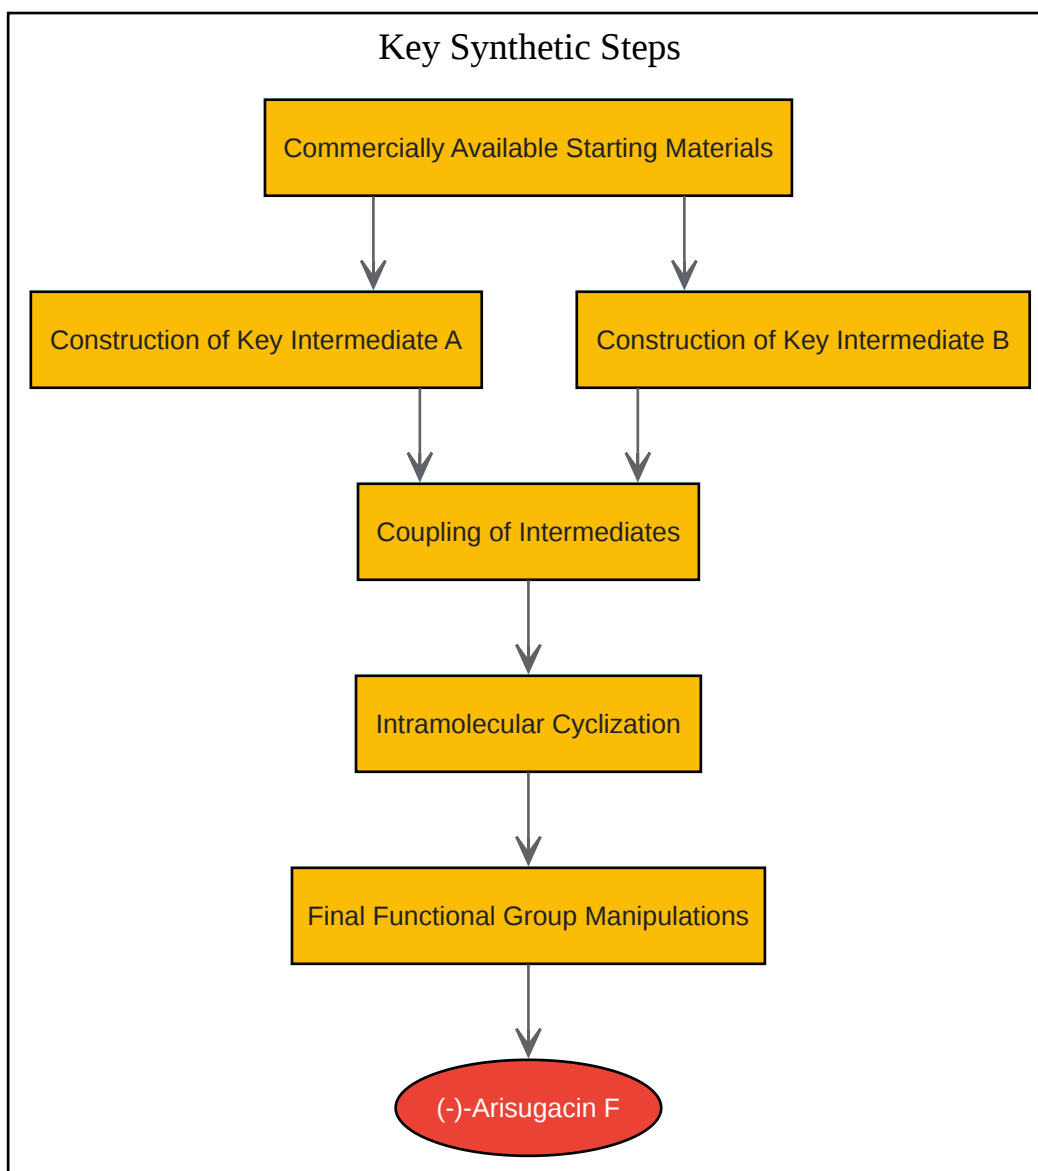 Key Synthetic Steps
Commercially Available Starting Materials
Construction of Key Intermediate A
Construction of Key Intermediate B
Coupling of Intermediates
Intramolecular Cyclization
Final Functional Group Manipulations
(-)-Arisugacin F